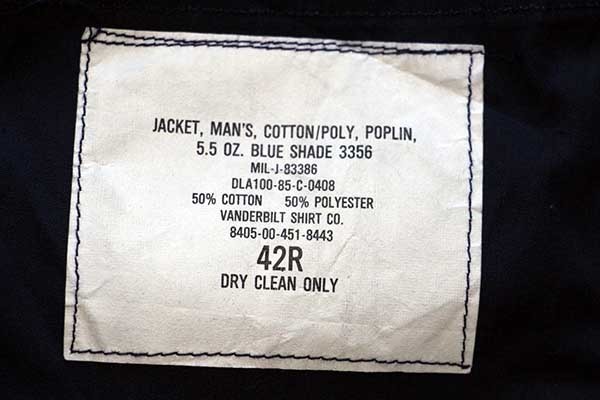 JACKET, MAN'S, COTTON/POLY, POPLIN,
5.5 OZ. BLUE SHADE 3356
MIL-J-83386
DLA100-85-C-0408
50% COTTON 50% POLYESTER
VANDERBILT SHIRT CO.
8405-00-451-8443
42R
DRY CLEAN ONLY